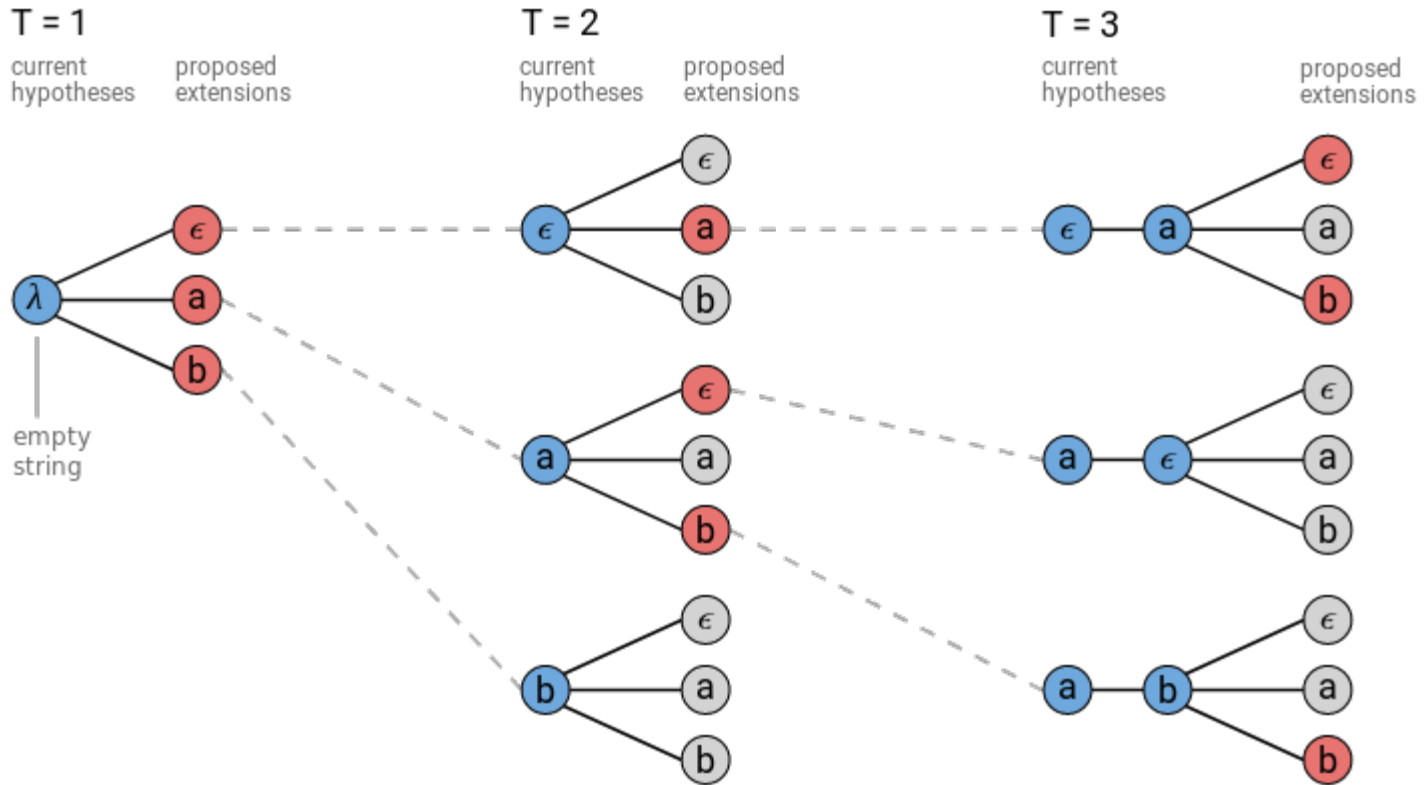 T = 1
T = 2
T = 3
current
hypotheses
proposed
extensions
current
hypotheses
proposed
extensions
current
hypotheses
proposed
extensions
λ
ϵ
a
b
empty
string
ϵ
ϵ
a
b
a
ϵ
a
b
b
ϵ
a
b
ϵ a
ϵ
a
b
a ϵ
ϵ
a
b
a b
ϵ
a
b